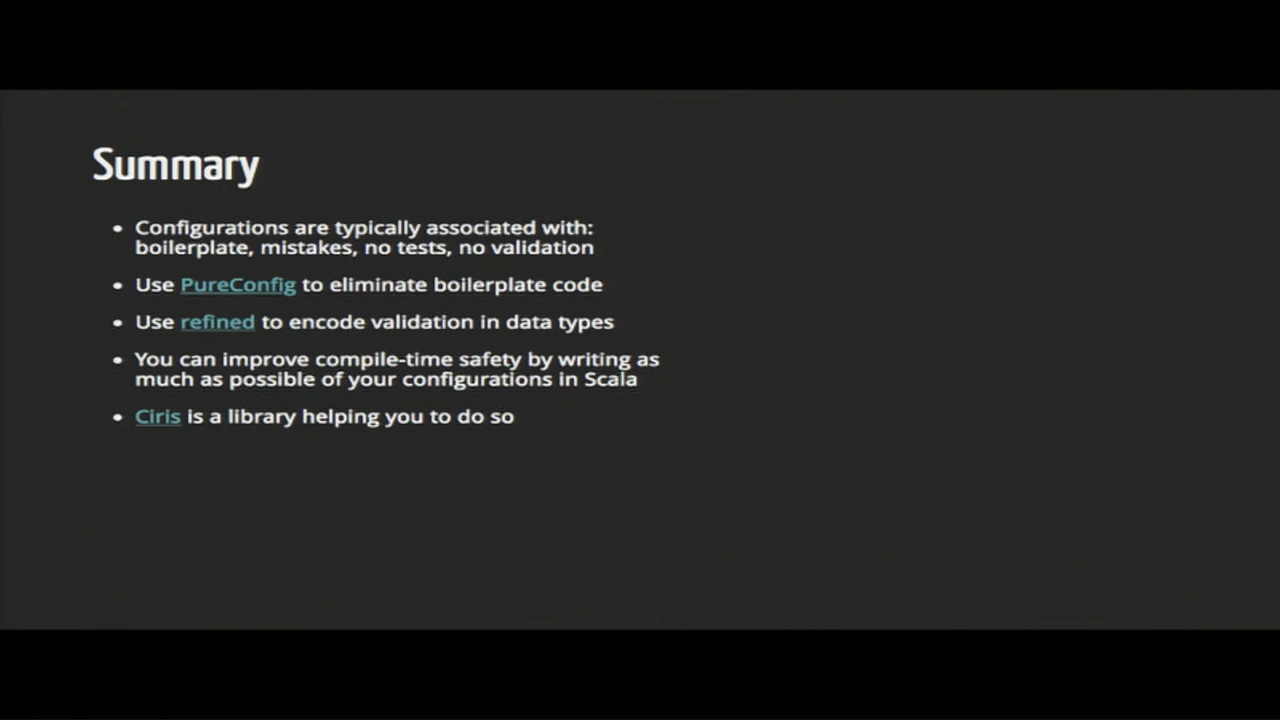 Summary
• Configurations are typically associated with:
boilerplate, mistakes, no tests, no validation
• Use PureConfig to eliminate boilerplate code
• Use refined to encode validation in data types
• You can improve compile-time safety by writing as
much as possible of your configurations in Scala
• Ciris is a library helping you to do so